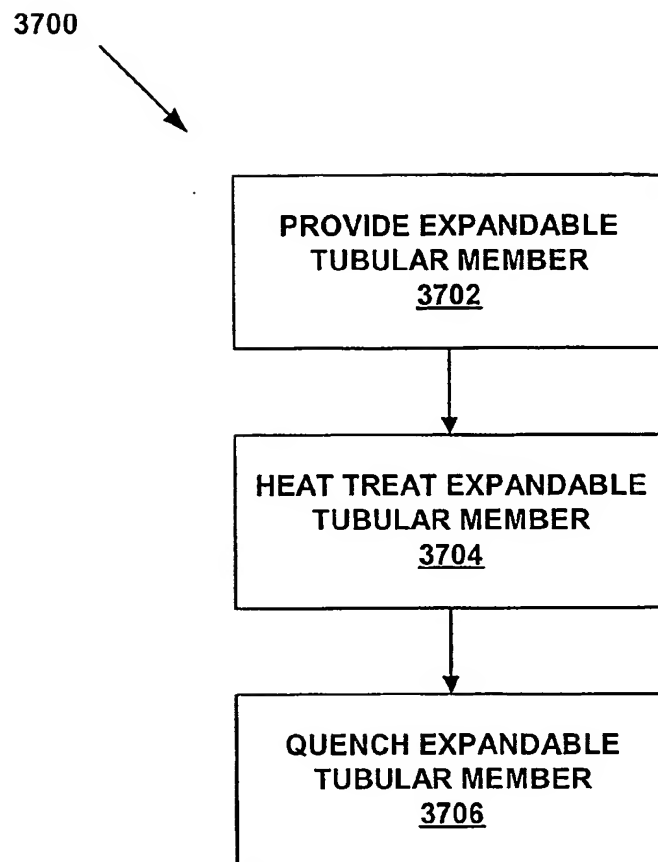 3700
PROVIDE EXPANDABLE
TUBULAR MEMBER
3702
HEAT TREAT EXPANDABLE
TUBULAR MEMBER
3704
QUENCH EXPANDABLE
TUBULAR MEMBER
3706